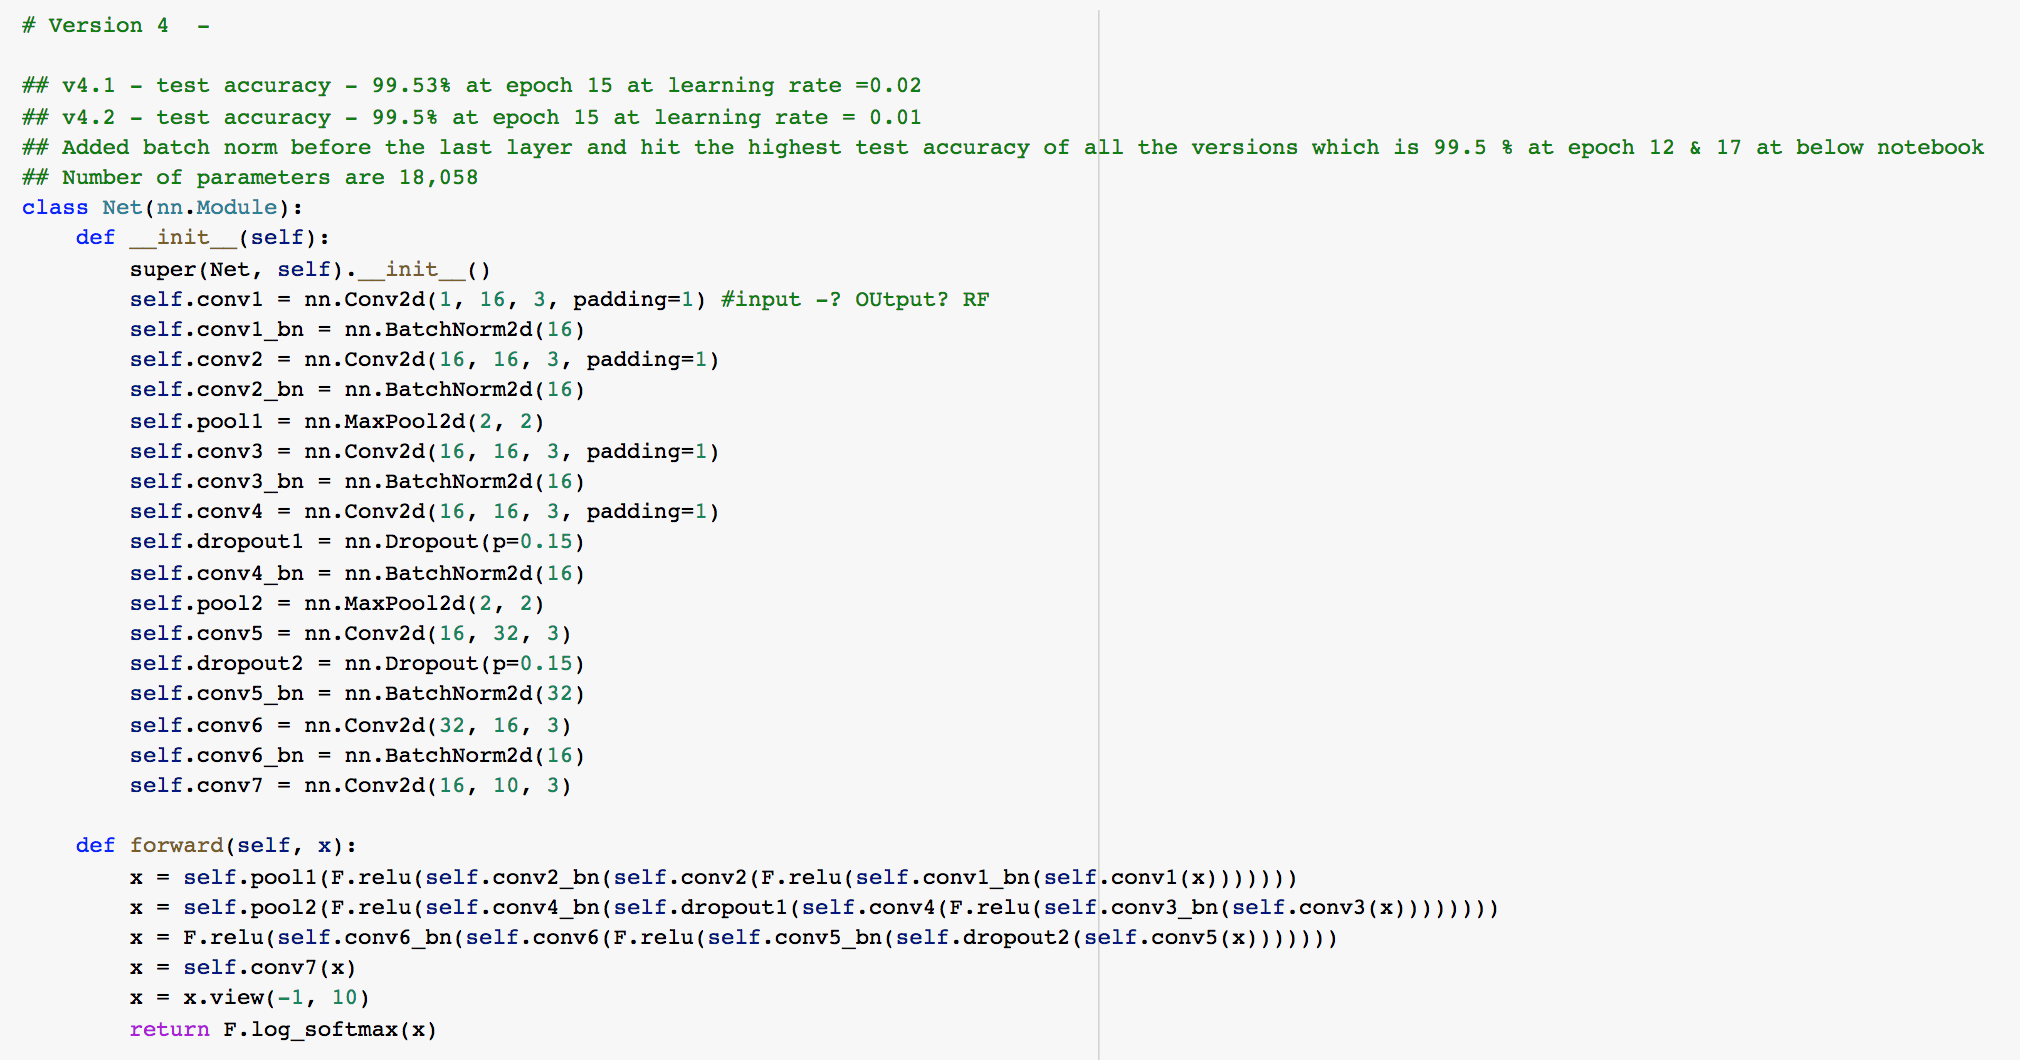 # Version 4  -

## v4.1 - test accuracy - 99.53% at epoch 15 at learning rate =0.02
## v4.2 - test accuracy - 99.5% at epoch 15 at learning rate = 0.01
## Added batch norm before the last layer and hit the highest test accuracy of all the versions which is 99.5 % at epoch 12 & 17 at below notebook
## Number of parameters are 18,058
class Net(nn.Module):
    def __init__(self):
        super(Net, self).__init__()
        self.conv1 = nn.Conv2d(1, 16, 3, padding=1) #input -? OUtput? RF
        self.conv1_bn = nn.BatchNorm2d(16)
        self.conv2 = nn.Conv2d(16, 16, 3, padding=1)
        self.conv2_bn = nn.BatchNorm2d(16)
        self.pool1 = nn.MaxPool2d(2, 2)
        self.conv3 = nn.Conv2d(16, 16, 3, padding=1)
        self.conv3_bn = nn.BatchNorm2d(16)
        self.conv4 = nn.Conv2d(16, 16, 3, padding=1)
        self.dropout1 = nn.Dropout(p=0.15)
        self.conv4_bn = nn.BatchNorm2d(16)
        self.pool2 = nn.MaxPool2d(2, 2)
        self.conv5 = nn.Conv2d(16, 32, 3)
        self.dropout2 = nn.Dropout(p=0.15)
        self.conv5_bn = nn.BatchNorm2d(32)
        self.conv6 = nn.Conv2d(32, 16, 3)
        self.conv6_bn = nn.BatchNorm2d(16)
        self.conv7 = nn.Conv2d(16, 10, 3)

    def forward(self, x):
        x = self.pool1(F.relu(self.conv2_bn(self.conv2(F.relu(self.conv1_bn(self.conv1(x)))))))
        x = self.pool2(F.relu(self.conv4_bn(self.dropout1(self.conv4(F.relu(self.conv3_bn(self.conv3(x))))))))
        x = F.relu(self.conv6_bn(self.conv6(F.relu(self.conv5_bn(self.dropout2(self.conv5(x)))))))
        x = self.conv7(x)
        x = x.view(-1, 10)
        return F.log_softmax(x)